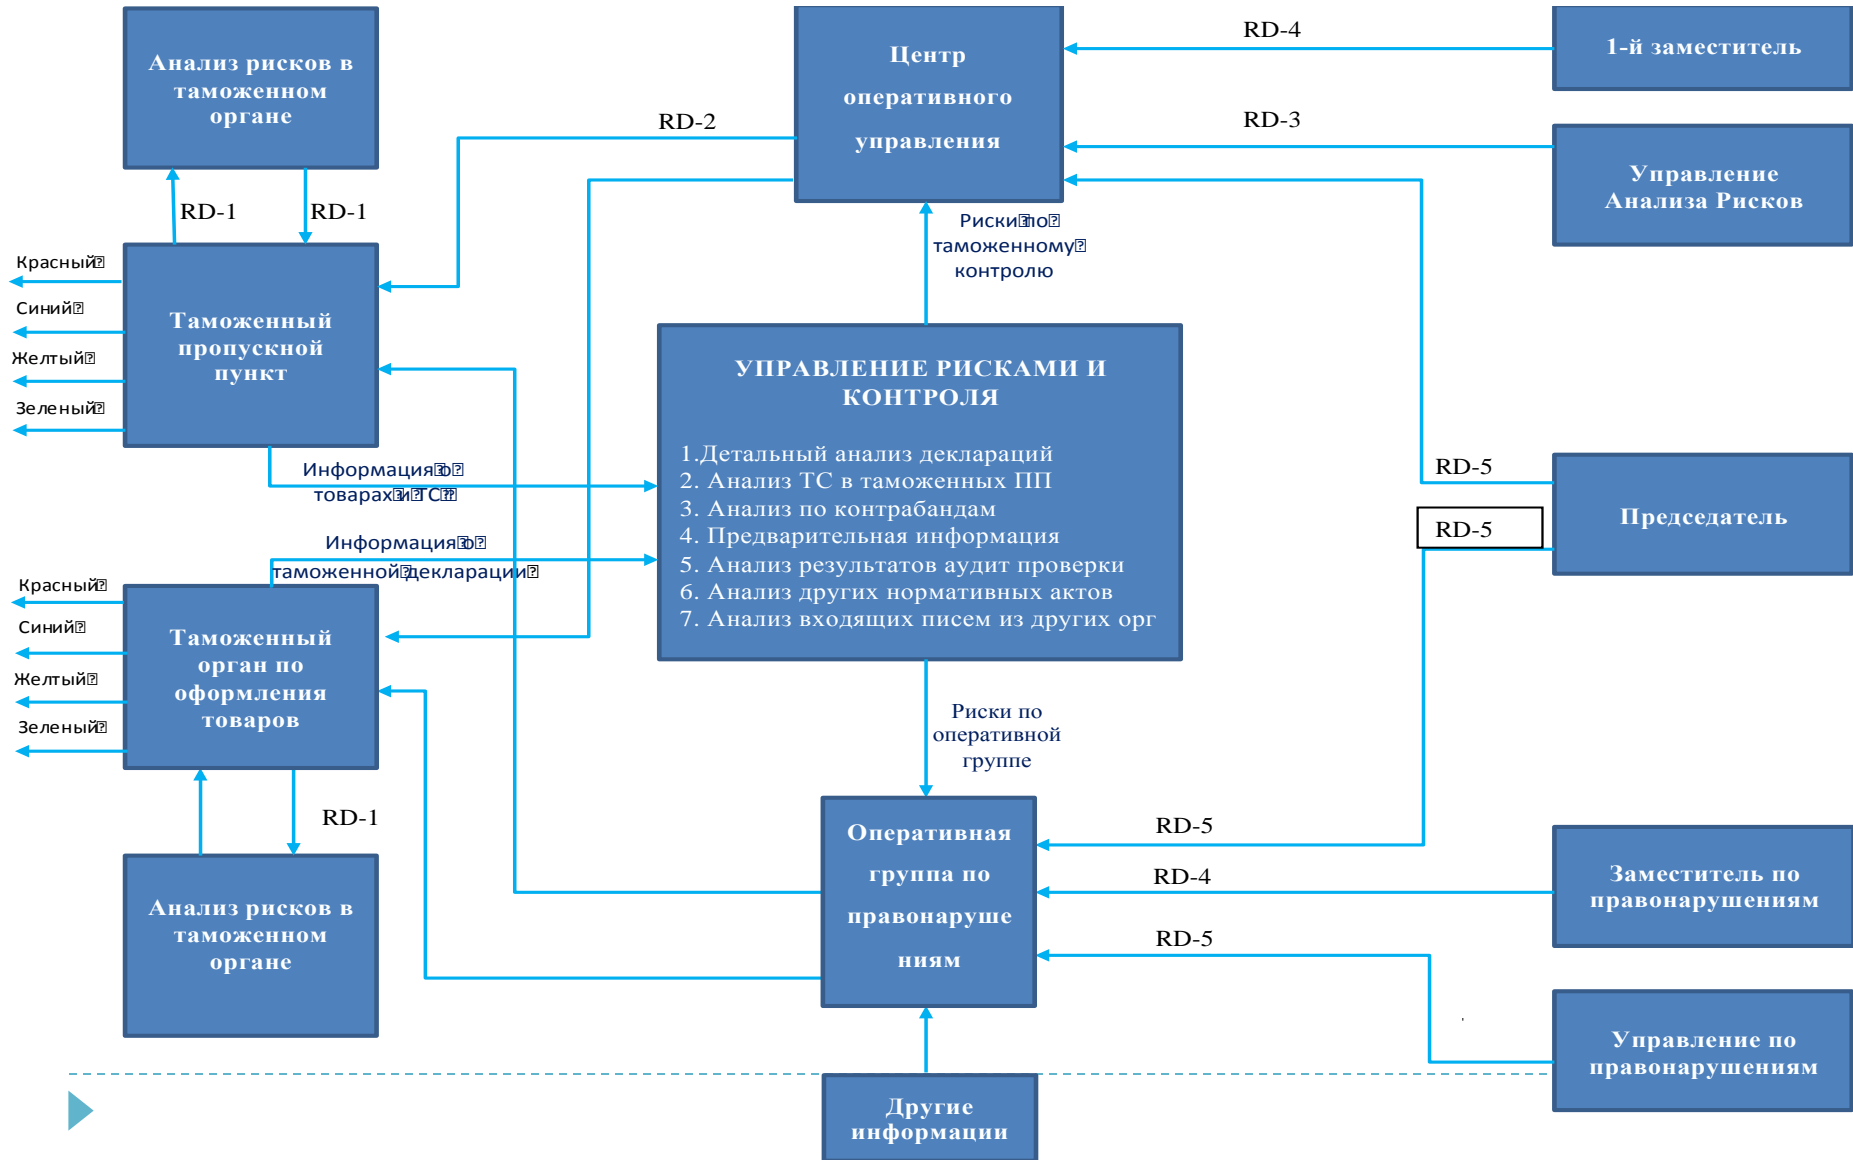 Анализ рисков в
таможенном
органе
RD-1
RD-1
Красный
Синий
Желтый
Зеленый
Таможенный
пропускной
пункт
Информация о
товарах и ТС
Информация о
таможенной декларации
Красный
Синий
Желтый
Зеленый
Таможенный
орган по
оформления
товаров
RD-1
Анализ рисков в
таможенном
органе
RD-2
Центр
оперативного
управления
Риски по
таможенному
контролю
УПРАВЛЕНИЕ РИСКАМИ И
КОНТРОЛЯ
1.Детальный анализ деклараций
2. Анализ ТС в таможенных ПП
3. Анализ по контрабандам
4. Предварительная информация
5. Анализ результатов аудит проверки
6. Анализ других нормативных актов
7. Анализ входящих писем из других орг
Риски по
оперативной
группе
Оперативная
группа по
правонаруше
ниям
Другие
информации
RD-4
RD-3
RD-5
RD-5
RD-5
RD-4
RD-5
1-й заместитель
Управление
Анализа Рисков
Председатель
Заместитель по
правонарушениям
Управление по
правонарушениям